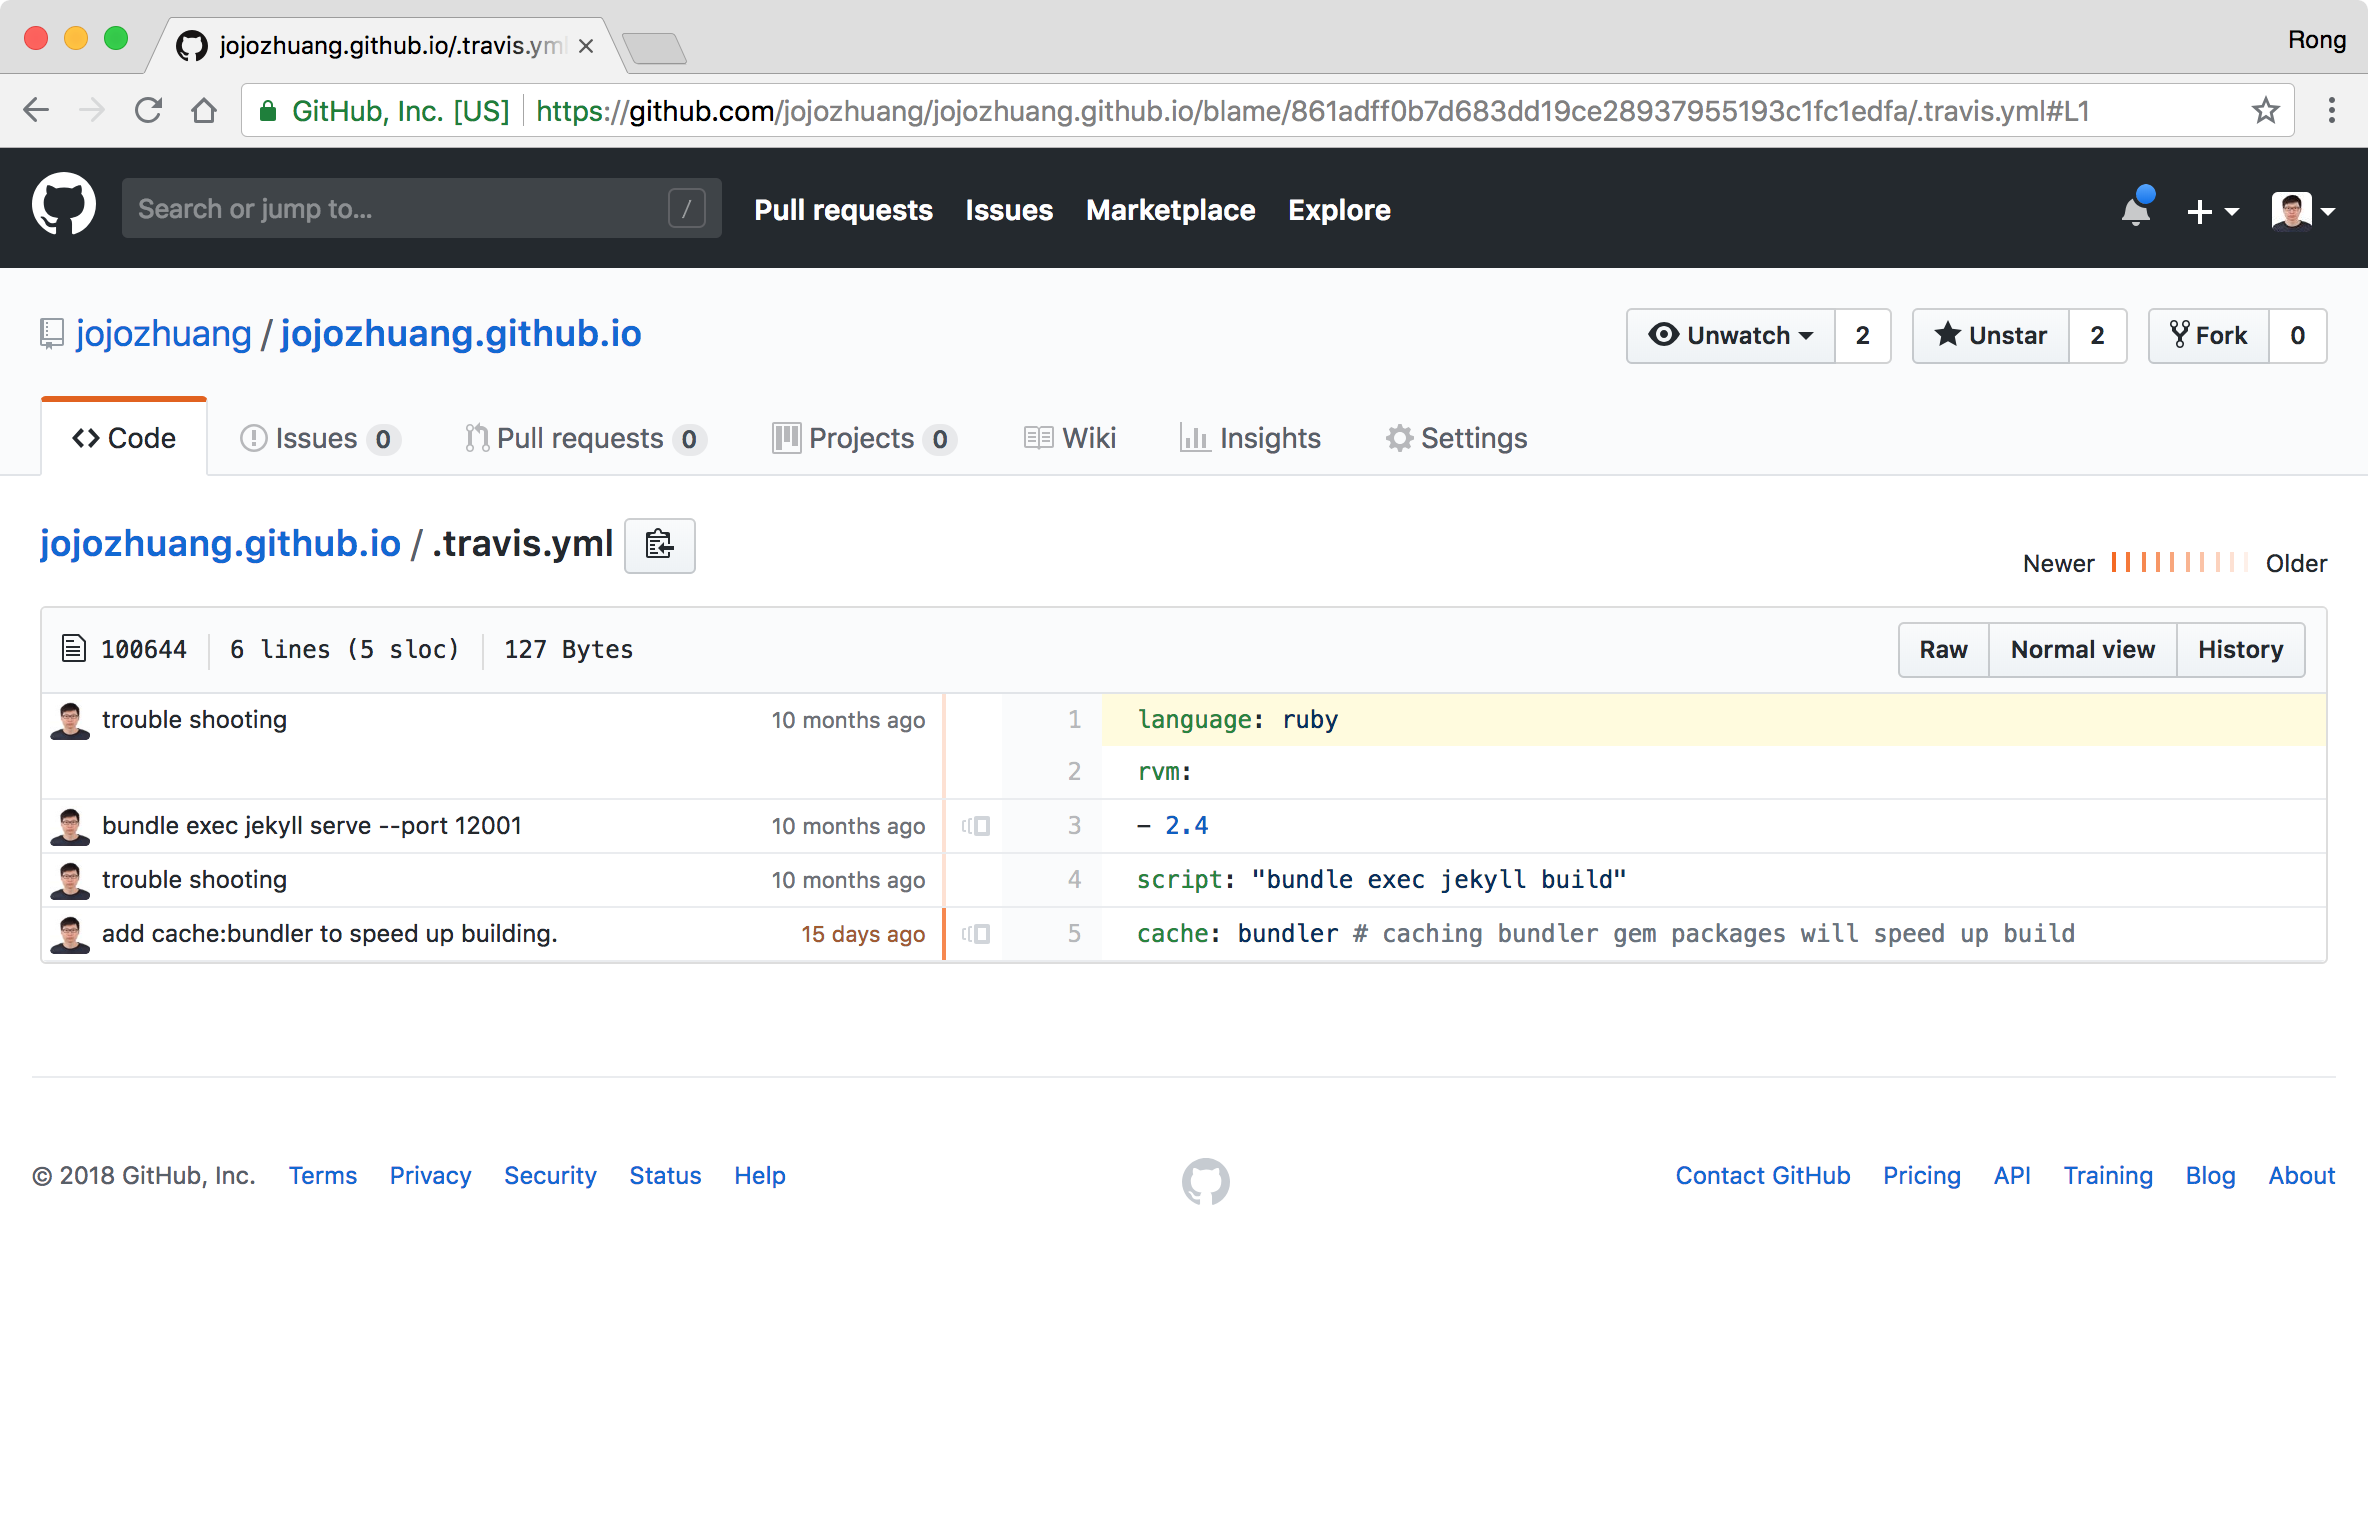 jojozhuang.github.io/.travis.yml
Rong
GitHub, Inc. [US] https://github.com/jojozhuang/jojozhuang.github.io/blame/861adff0b7d683dd19ce28937955193c1fc1edfa/.travis.yml#L1
Search or jump to... / Pull requests Issues Marketplace Explore
jojozhuang / jojozhuang.github.io Unwatch 2 Unstar 2 Fork 0
Code Issues 0 Pull requests 0 Projects 0 Wiki Insights Settings
jojozhuang.github.io / .travis.yml
Newer Older
100644 6 lines (5 sloc) 127 Bytes Raw Normal view History
trouble shooting 10 months ago 1 language: ruby
2 rvm:
bundle exec jekyll serve --port 12001 10 months ago 3 - 2.4
trouble shooting 10 months ago 4 script: "bundle exec jekyll build"
add cache:bundler to speed up building. 15 days ago 5 cache: bundler # caching bundler gem packages will speed up build
© 2018 GitHub, Inc. Terms Privacy Security Status Help Contact GitHub Pricing API Training Blog About